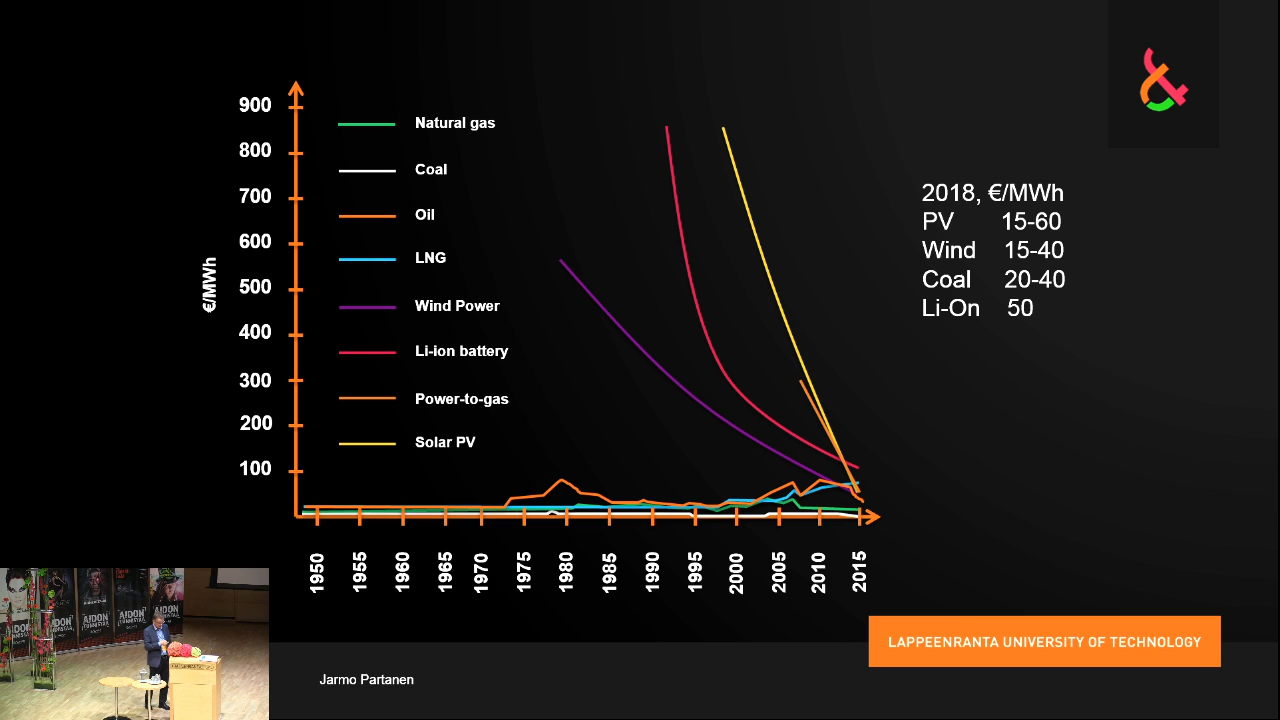 900
800
700
600
500
400
300
200
100
€/MWh
Natural gas
Coal
Oil
LNG
Wind Power
Li-ion battery
Power-to-gas
Solar PV
1950
1955
1960
1965
1970
1975
1980
1985
1990
1995
2000
2005
2010
2015
2018, €/MWh
PV 15-60
Wind 15-40
Coal 20-40
Li-On 50
&
LAPPEENRANTA UNIVERSITY OF TECHNOLOGY
Jarmo Partanen
AIDON
AIDON
AIDON